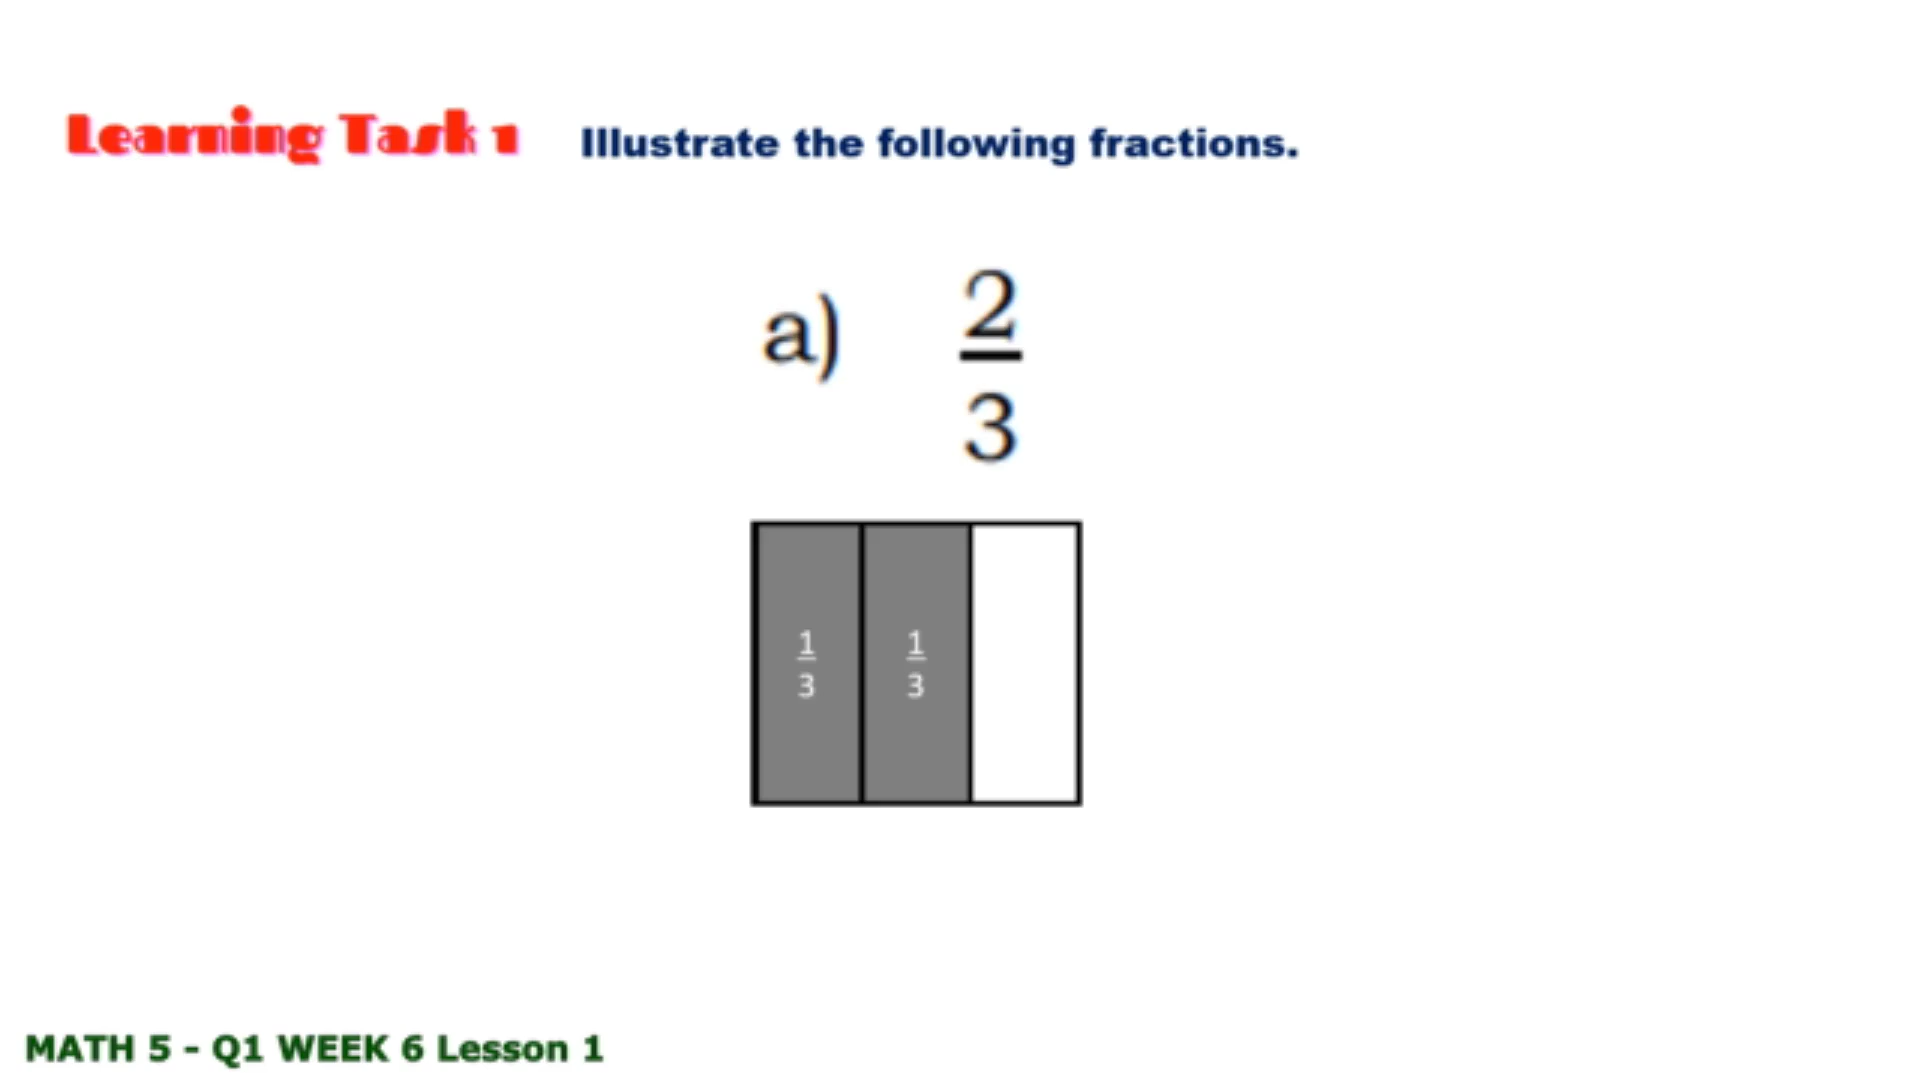 Learning Task 1 Illustrate the following fractions.
a) 2
3
1 1
3 3
MATH 5 - Q1 WEEK 6 Lesson 1